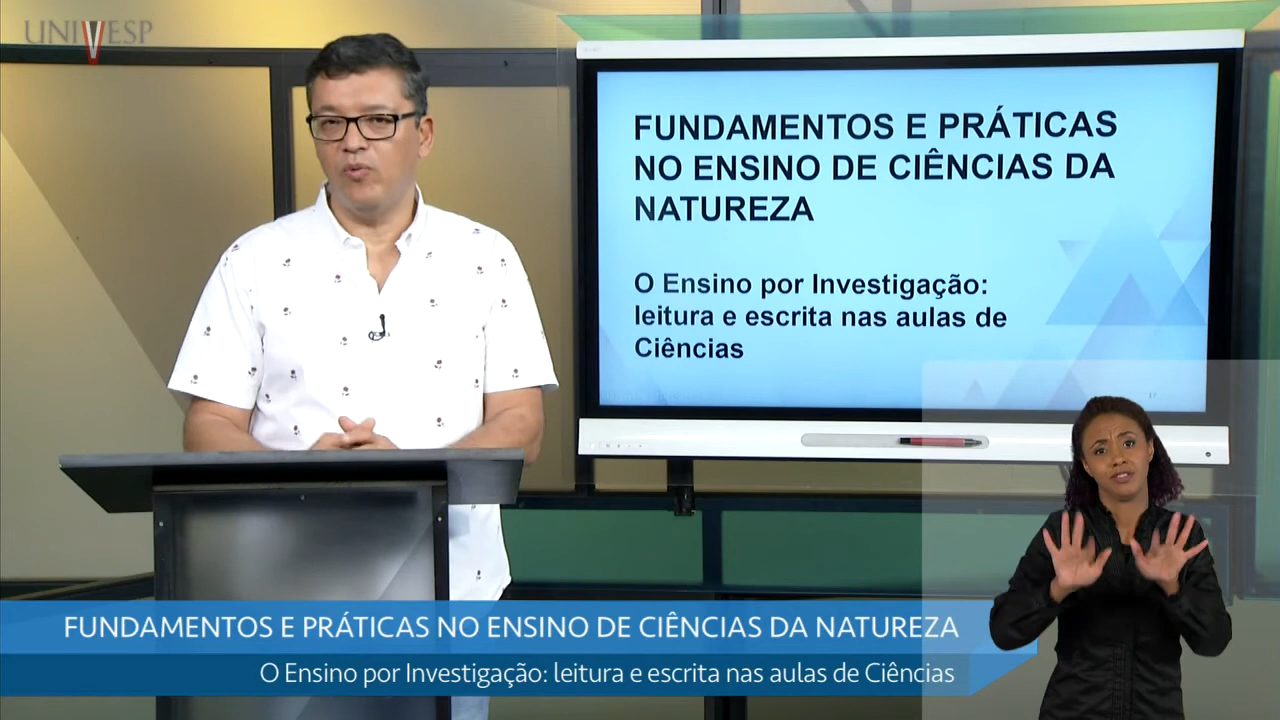 UNIVESP
FUNDAMENTOS E PRÁTICAS
NO ENSINO DE CIÊNCIAS DA
NATUREZA
O Ensino por Investigação:
leitura e escrita nas aulas de
Ciências
17
FUNDAMENTOS E PRÁTICAS NO ENSINO DE CIÊNCIAS DA NATUREZA
O Ensino por Investigação: leitura e escrita nas aulas de Ciências